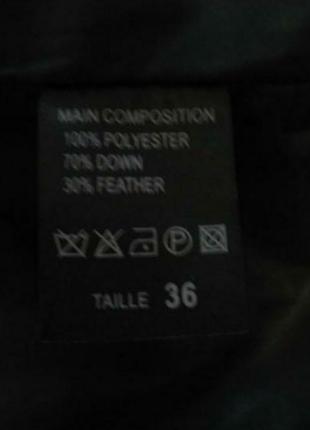 MAIN COMPOSITION
100% POLYESTER
70% DOWN
30% FEATHER
P
TAILLE 36